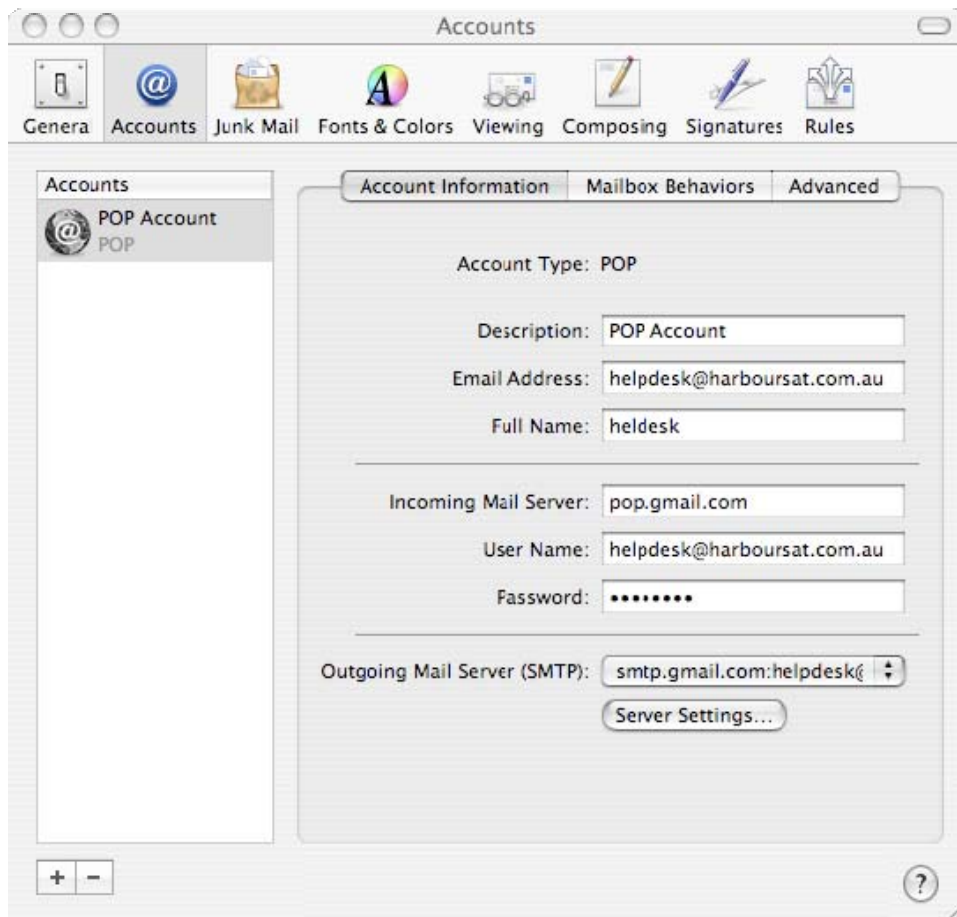 Accounts
Genera Accounts Junk Mail Fonts & Colors Viewing Composing Signatures Rules
Accounts
POP Account
POP
Account Information Mailbox Behaviors Advanced
Account Type: POP
Description: POP Account
Email Address: helpdesk@harboursat.com.au
Full Name: heldesk
Incoming Mail Server: pop.gmail.com
User Name: helpdesk@harboursat.com.au
Password: ••••••••
Outgoing Mail Server (SMTP): smtp.gmail.com:helpdesk@
Server Settings...
+ − ?